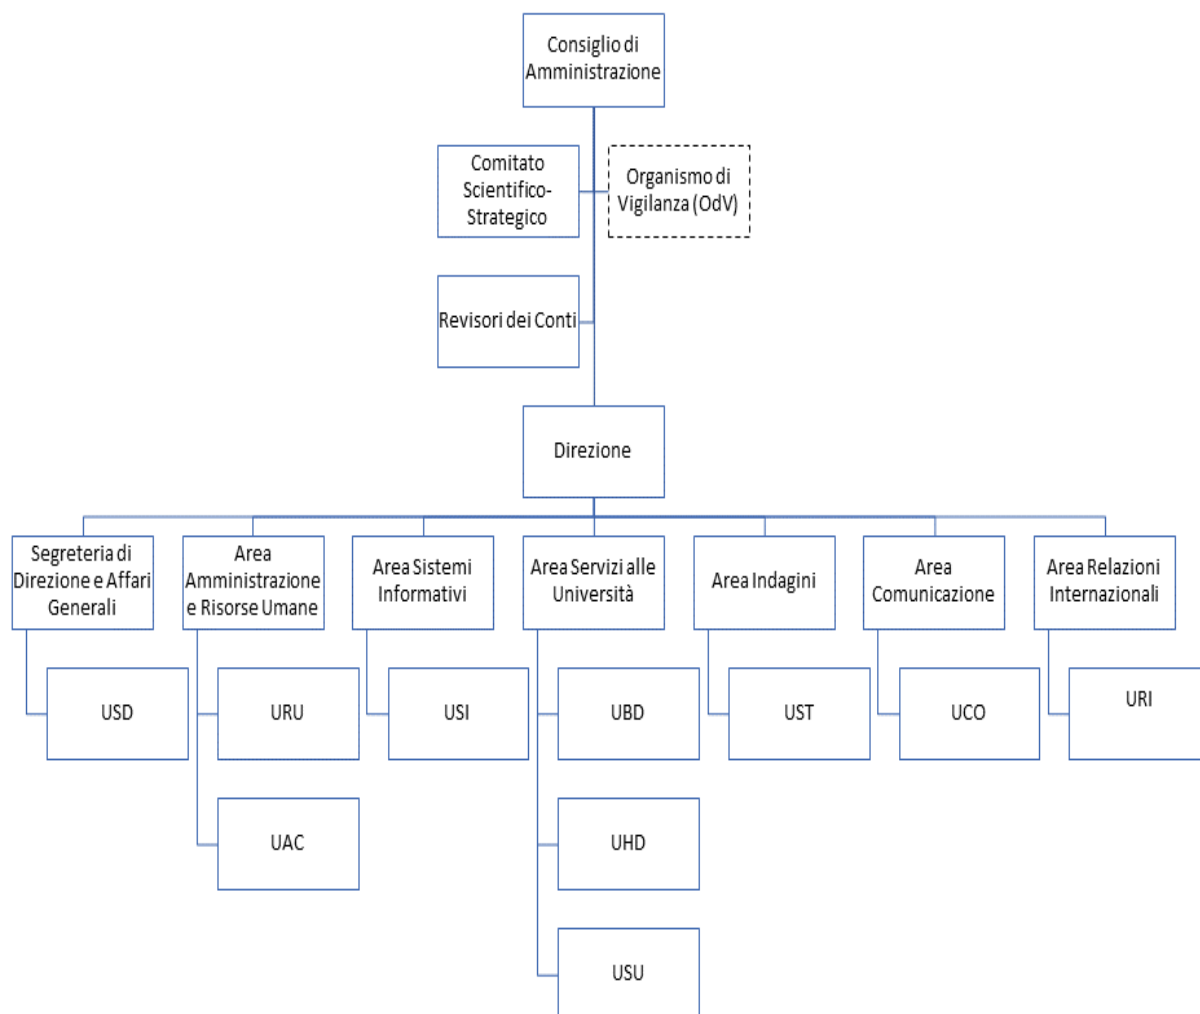 Consiglio di
Amministrazione
Comitato
Scientifico-
Strategico
Organismo di
Vigilanza (OdV)
Revisori dei Conti
Direzione
Segreteria di
Direzione e Affari
Generali
Area
Amministrazione
e Risorse Umane
Area Sistemi
Informativi
Area Servizi alle
Università
Area Indagini
Area
Comunicazione
Area Relazioni
Internazionali
USD
URU
USI
UBD
UST
UCO
URI
UAC
UHD
USU